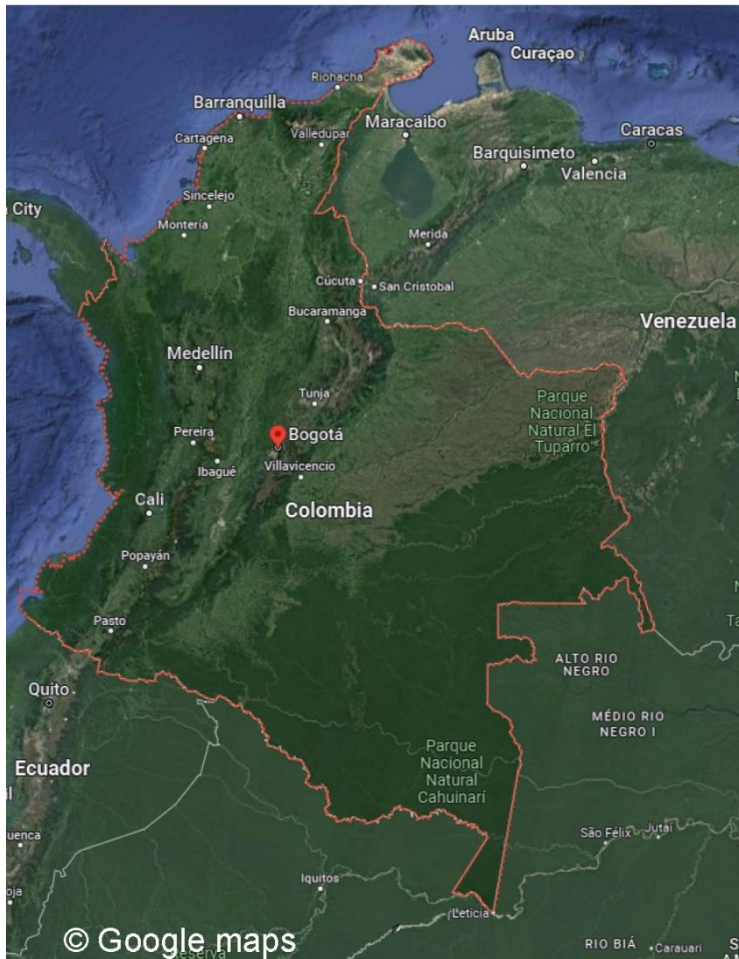 Aruba
Curaçao
Riohacha
Barranquilla
Cartagena
Valledupar
Maracaibo
Caracas
Barquisimeto
Valencia
Sincelejo
City
Montería
Merida
Cúcuta
San Cristobal
Bucaramanga
Venezuela
Medellín
Tunja
Parque
Nacional
Natural El
Tuparro
Pereira
Bogotá
Ibagué
Villavicencio
Cali
Colombia
Popayán
Pasto
ALTO RIO
NEGRO
Quito
MÉDIO RIO
NEGRO I
Parque
Nacional
Natural
Cahuinarí
Ecuador
uenca
São Félix
Jutaí
Iquitos
oja
Leticia
RIO BIÁ
Carauari
© Google maps